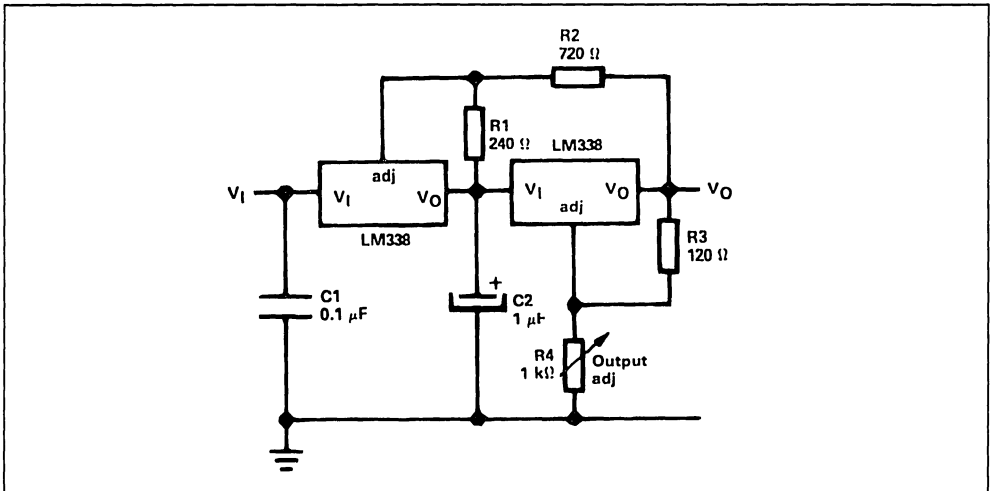 R2
720 Ω
R1
240 Ω
LM338
adj
VI
VI
VO
VI
VO
VO
adj
LM338
R3
120 Ω
C1
0.1 μF
+
C2
1 μF
R4
1 kΩ
Output
adj